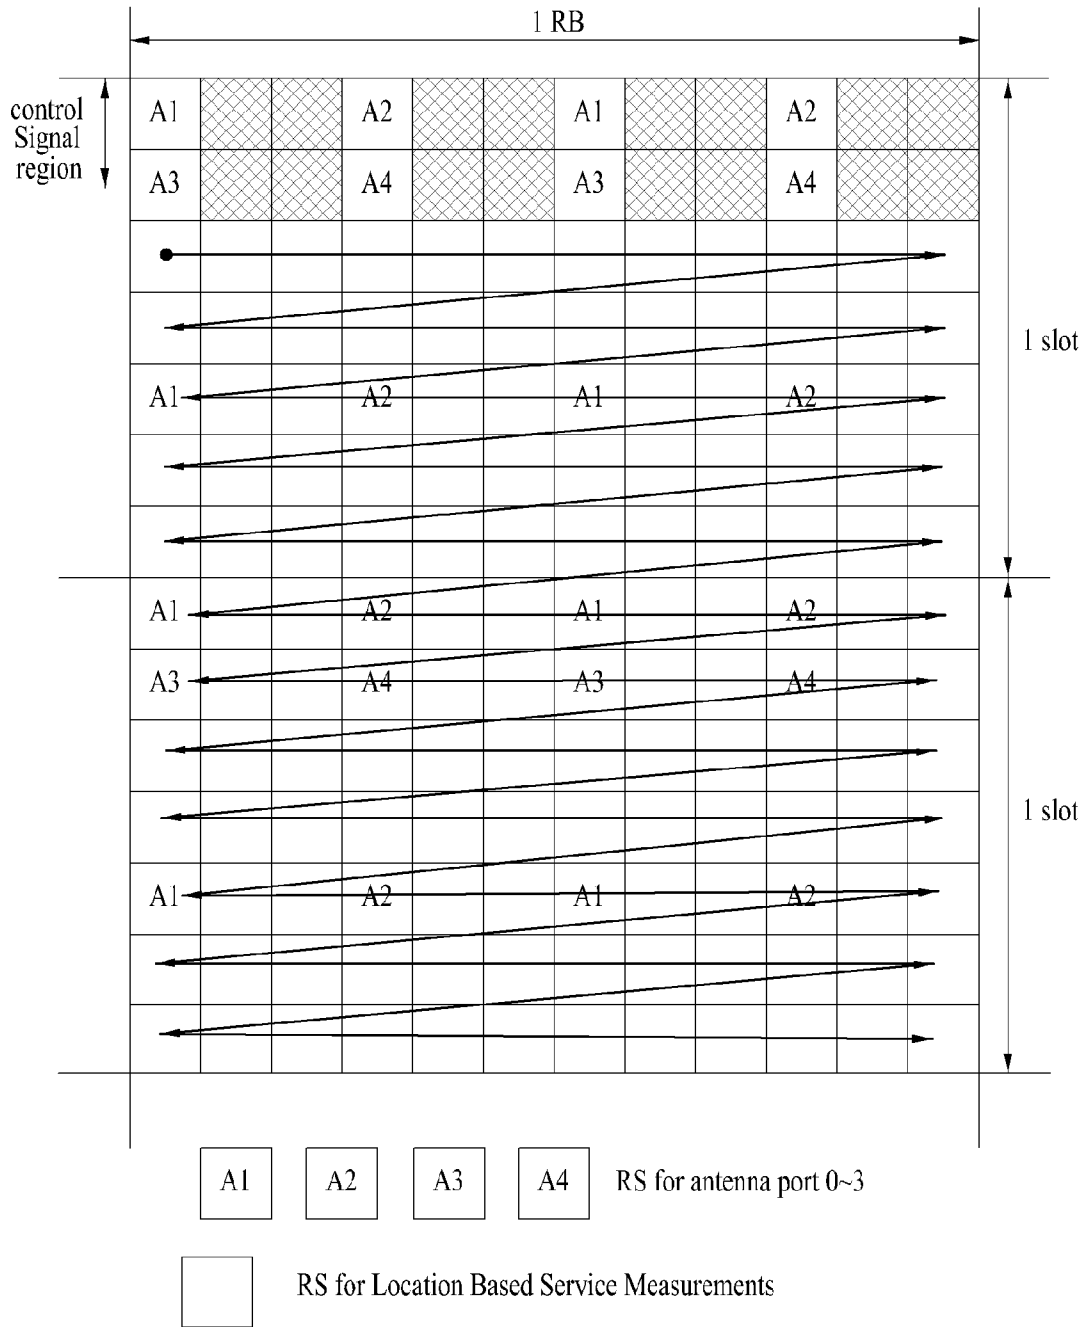 1 RB
control
Signal
region
A1 A2 A1 A2
A3 A4 A3 A4
1 slot
A1 A2 A1 A2
A1 A2 A1 A2
A3 A4 A3 A4
1 slot
A1 A2 A1 A2
A1 A2 A3 A4 RS for antenna port 0~3
RS for Location Based Service Measurements